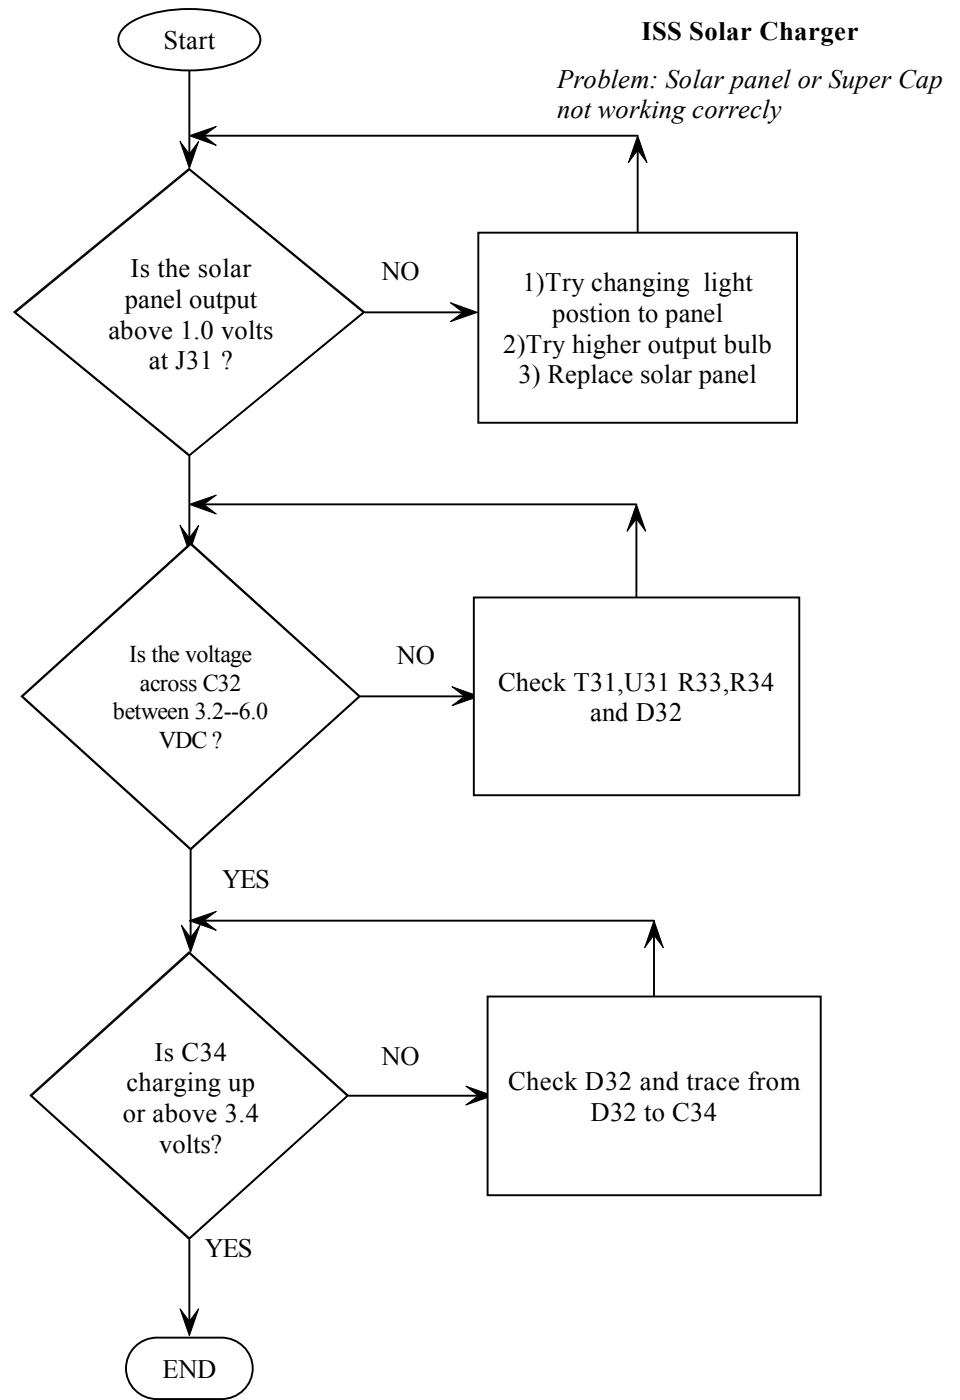 Start
ISS Solar Charger
Problem: Solar panel or Super Cap
not working correcly
Is the solar
panel output
above 1.0 volts
at J31 ?
NO
1)Try changing  light
postion to panel
2)Try higher output bulb
3) Replace solar panel
Is the voltage
across C32
between 3.2--6.0
VDC ?
NO
Check T31,U31 R33,R34
and D32
YES
Is C34
charging up
or above 3.4
volts?
NO
Check D32 and trace from
D32 to C34
YES
END